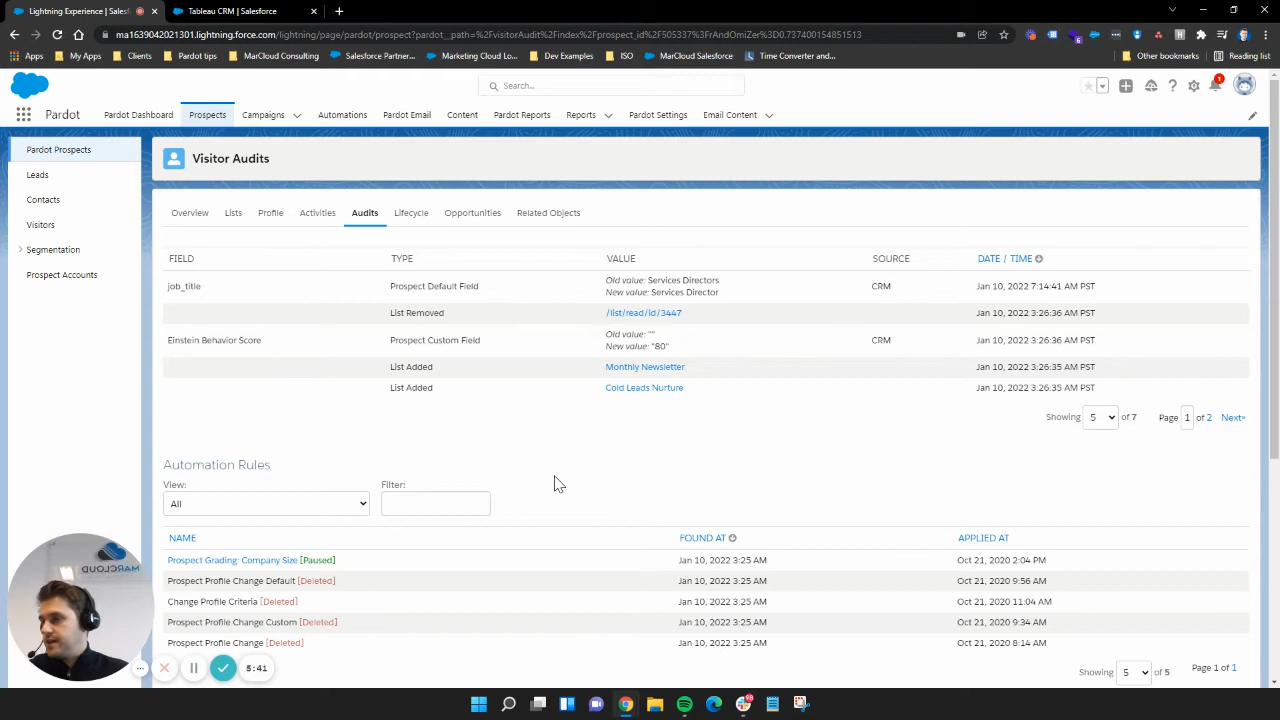 Lightning Experience | Salesf
Tableau CRM | Salesforce
ma1639042021301.lightning.force.com/lightning/page/pardot/prospect?pardot__path=%2FvisitorAudit%2Findex%2Fprospect_id%2F505337%3FrAndOmiZer%3D0.737400154851513
Apps
My Apps
Clients
Pardot tips
MarCloud Consulting
Salesforce Partner...
Marketing Cloud Lo...
Dev Examples
ISO
MarCloud Salesforce:
Time Converter and...
Other bookmarks
Reading list
Search...
1
Pardot
Pardot Dashboard
Prospects
Campaigns
Automations
Pardot Email
Content
Pardot Reports
Reports
Pardot Settings
Email Content
Pardot Prospects
Leads
Contacts
Visitors
Segmentation
Prospect Accounts
Visitor Audits
Overview Lists Profile Activities Audits Lifecycle Opportunities Related Objects
FIELD TYPE VALUE SOURCE DATE / TIME
job_title Prospect Default Field Old value: Services Directors CRM Jan 10, 2022 7:14:41 AM PST
New value: Services Director
List Removed /list/read/id/3447 Jan 10, 2022 3:26:36 AM PST
Einstein Behavior Score Prospect Custom Field Old value: "" CRM Jan 10, 2022 3:26:36 AM PST
New value: "80"
List Added Monthly Newsletter Jan 10, 2022 3:26:35 AM PST
List Added Cold Leads Nurture Jan 10, 2022 3:26:35 AM PST
Showing 5 of 7 Page 1 of 2 Next»
Automation Rules
View: Filter:
All
NAME FOUND AT APPLIED AT
Prospect Grading: Company Size [Paused] Jan 10, 2022 3:25 AM Oct 21, 2020 2:04 PM
Prospect Profile Change Default [Deleted] Jan 10, 2022 3:25 AM Oct 21, 2020 9:56 AM
Change Profile Criteria [Deleted] Jan 10, 2022 3:25 AM Oct 21, 2020 11:04 AM
Prospect Profile Change Custom [Deleted] Jan 10, 2022 3:25 AM Oct 21, 2020 9:34 AM
Prospect Profile Change [Deleted] Jan 10, 2022 3:25 AM Oct 21, 2020 8:14 AM
Showing 5 of 5 Page 1 of 1
MARCLOUD
5:41
98